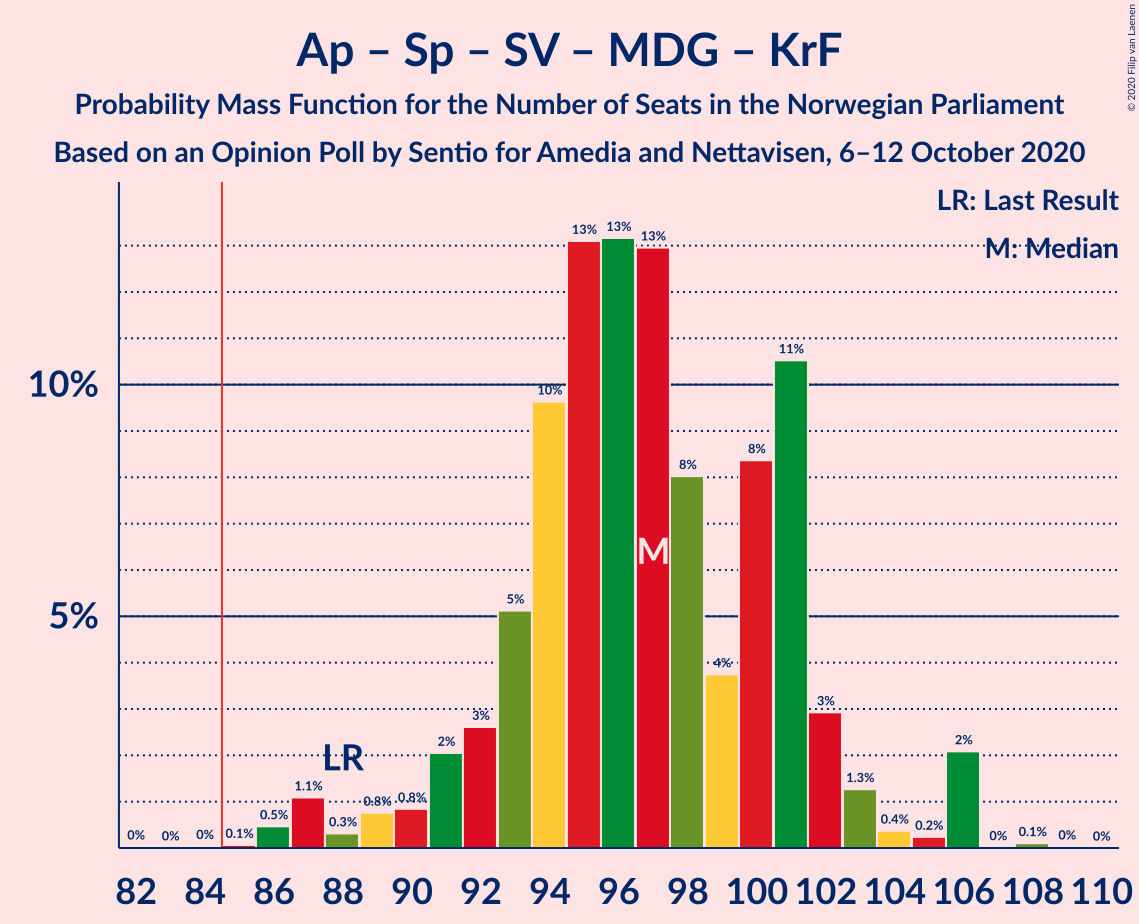 Ap – Sp – SV – MDG – KrF
Probability Mass Function for the Number of Seats in the Norwegian Parliament
Based on an Opinion Poll by Sentio for Amedia and Nettavisen, 6–12 October 2020
© 2020 Filip van Laenen
LR: Last Result
M: Median
10%
5%
0% 0% 0% 0.1% 0.5% 1.1% 0.3% 0.8% 0.8% 2% 3% 5% 10% 13% 13% 13% 8% 4% 8% 11% 3% 1.3% 0.4% 0.2% 2% 0% 0.1% 0% 0%
LR
M
82 84 86 88 90 92 94 96 98 100 102 104 106 108 110